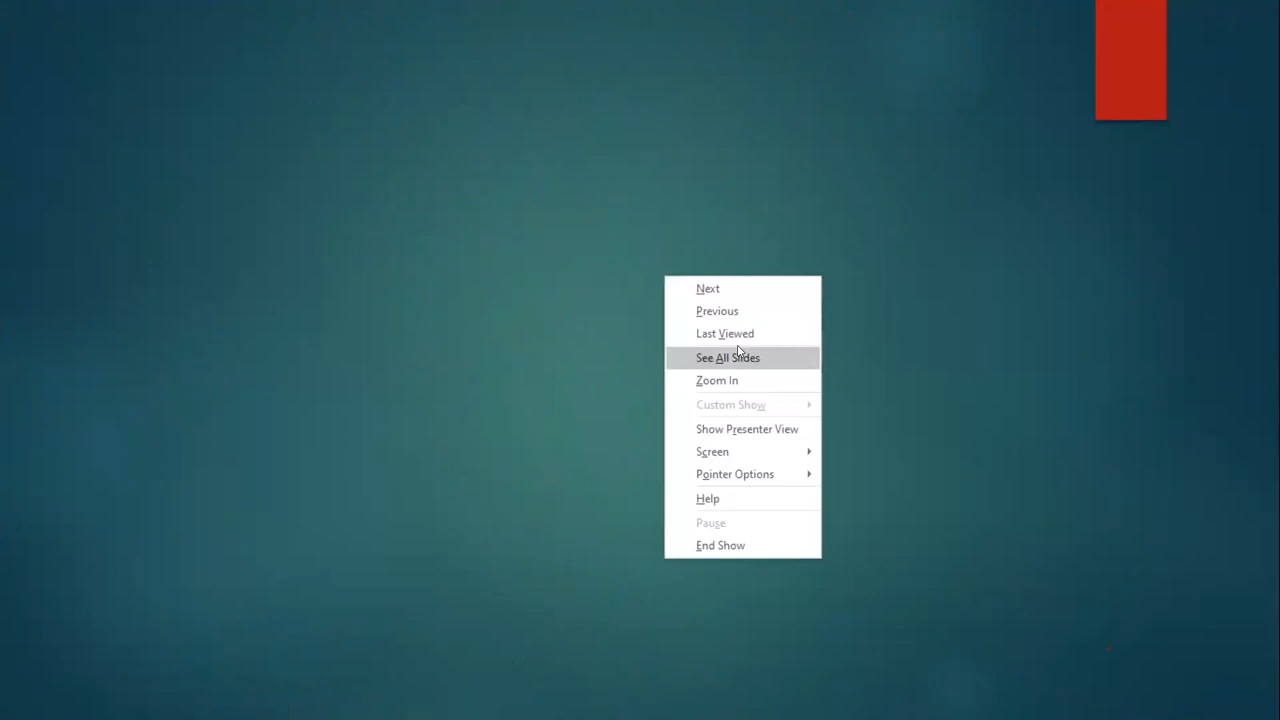 Next
Previous
Last Viewed
See All Slides
Zoom In
Custom Show
Show Presenter View
Screen
Pointer Options
Help
Pause
End Show